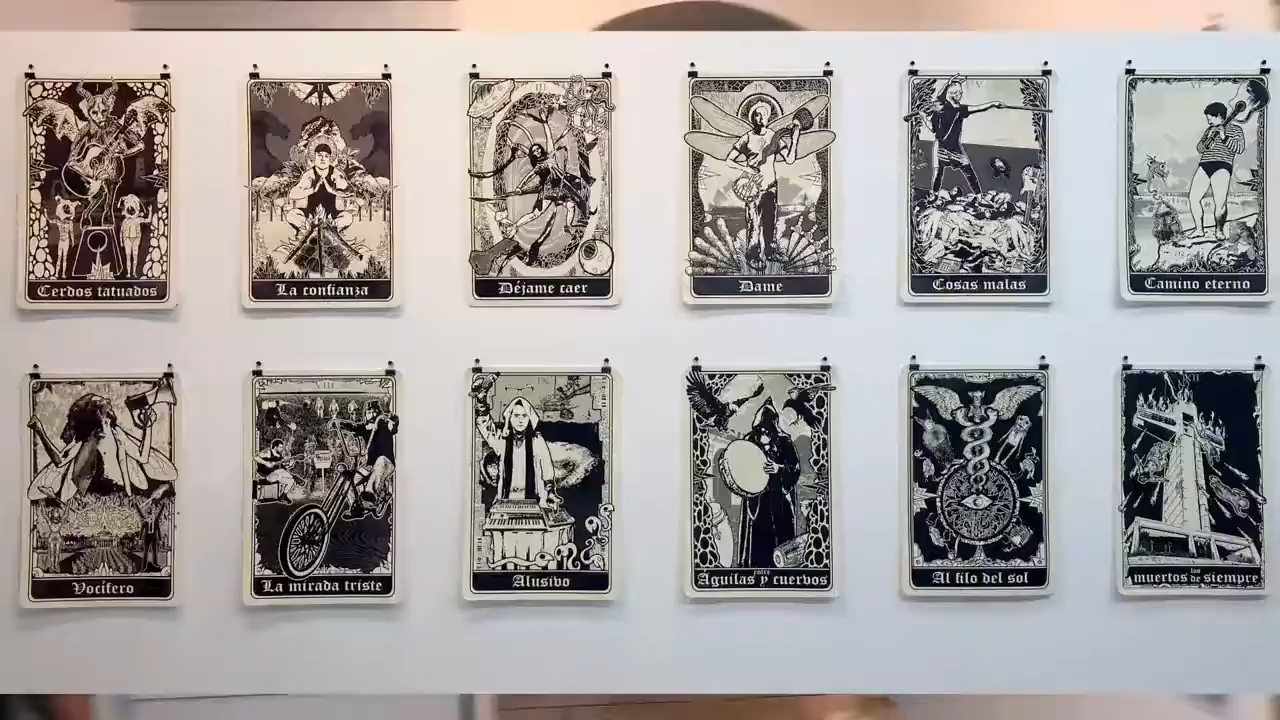 Cerdos tatuados
La confianza
Déjame caer
Dame
Cosas malas
Camino eterno
Vocífero
La mirada triste
Alusivo
entre
Águilas y cuervos
Al filo del sol
los
muertos de siempre